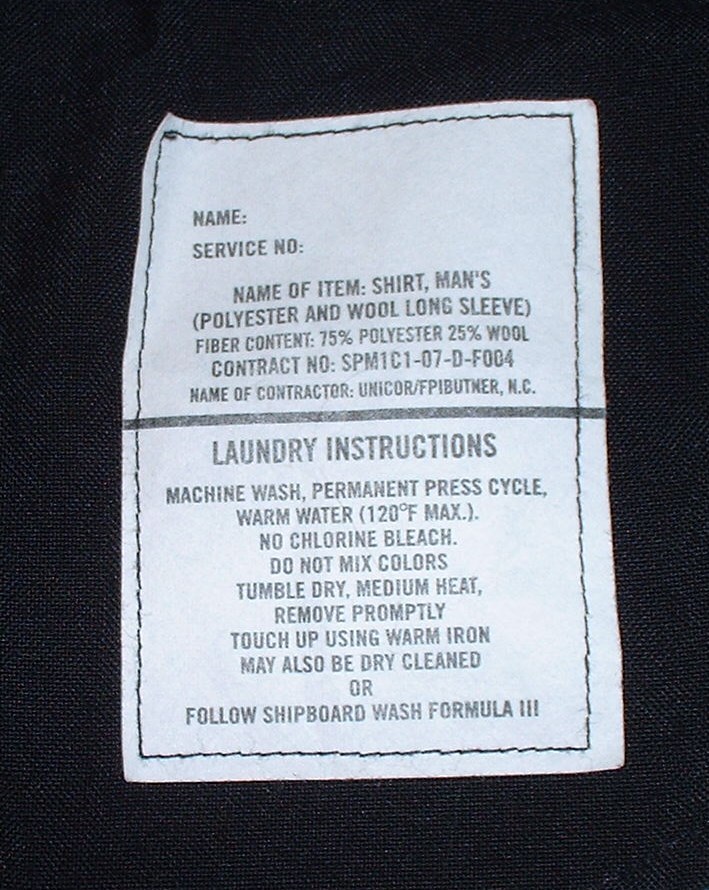 NAME:
SERVICE NO:
NAME OF ITEM: SHIRT, MAN'S
(POLYESTER AND WOOL LONG SLEEVE)
FIBER CONTENT: 75% POLYESTER 25% WOOL
CONTRACT NO: SPM1C1-07-D-F004
NAME OF CONTRACTOR: UNICOR/FPIBUTNER, N.C.
LAUNDRY INSTRUCTIONS
MACHINE WASH, PERMANENT PRESS CYCLE,
WARM WATER (120°F MAX.).
NO CHLORINE BLEACH.
DO NOT MIX COLORS
TUMBLE DRY, MEDIUM HEAT,
REMOVE PROMPTLY
TOUCH UP USING WARM IRON
MAY ALSO BE DRY CLEANED
OR
FOLLOW SHIPBOARD WASH FORMULA III